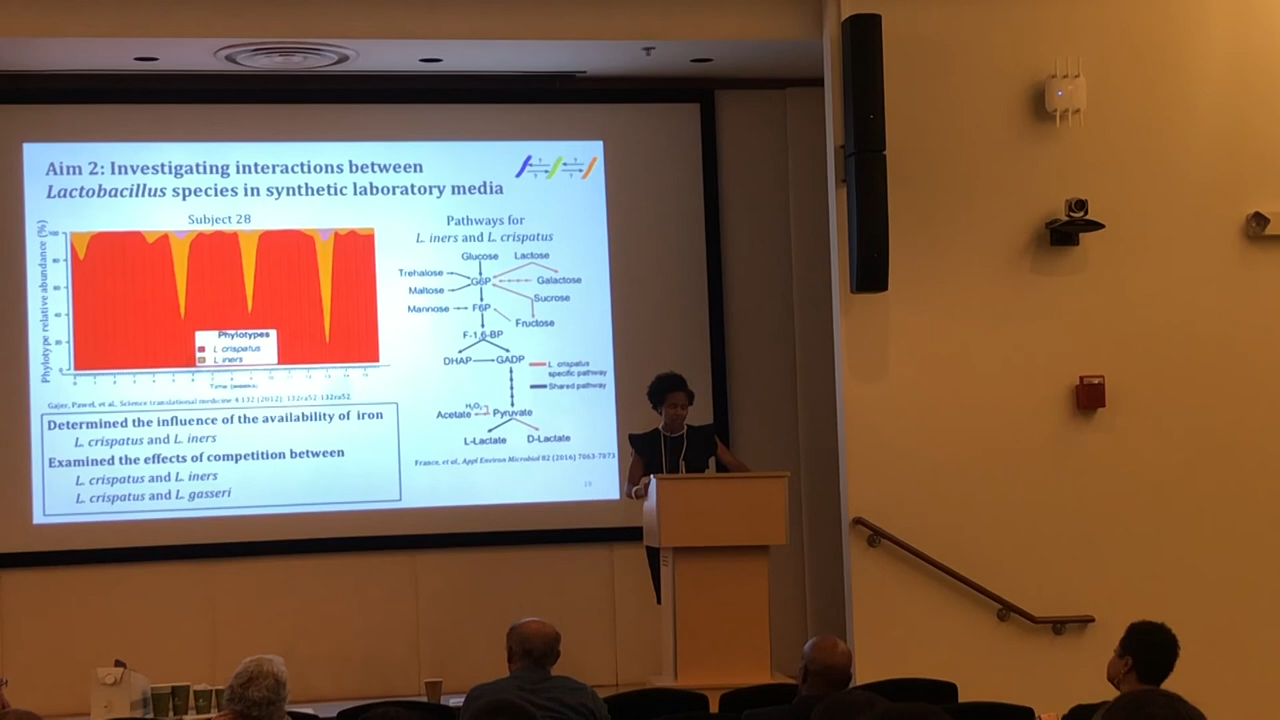 Aim 2: Investigating interactions between
Lactobacillus species in synthetic laboratory media
Subject 28
Phylotype relative abundance (%)
Phylotypes
L. crispatus
L. iners
Time (weeks)
Gajer, Pawel, et al., Science translational medicine 4.132 (2012): 132ra52-132ra52.
Determined the influence of the availability of iron
L. crispatus and L. iners
Examined the effects of competition between
L. crispatus and L. iners
L. crispatus and L. gasseri
Pathways for
L. iners and L. crispatus
Glucose Lactose
Trehalose
G6P
Galactose
Maltose
Sucrose
Mannose
F6P
Fructose
F-1,6-BP
DHAP GADP
L. crispatus
specific pathway
Shared pathway
H2O2
Acetate Pyruvate
L-Lactate D-Lactate
France, et al., Appl Environ Microbiol 82 (2016) 7063-7073